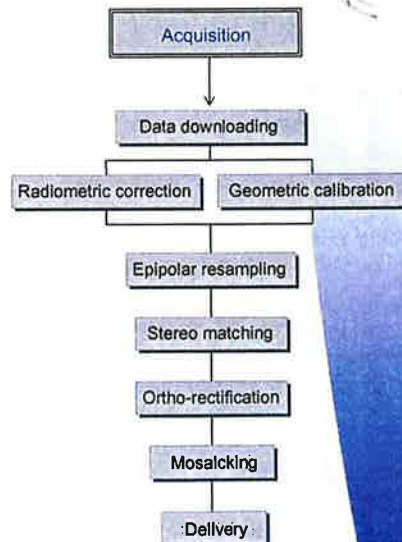 Acquisition
Data downloading
Radiometric correction
Geometric calibration
Epipolar resampling
Stereo matching
Ortho-rectification
Mosaicking
Delivery